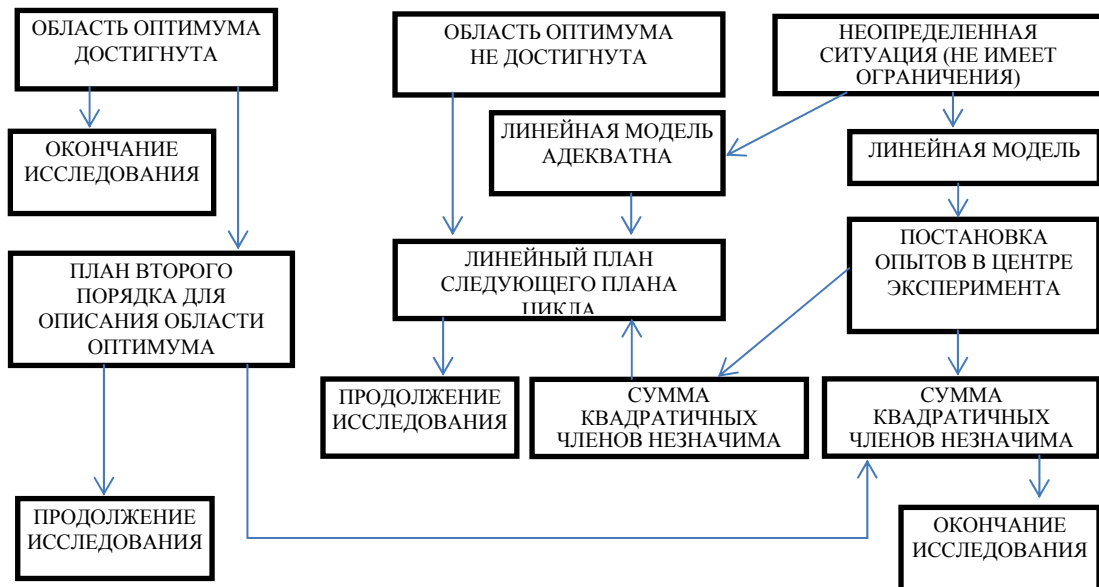 ОБЛАСТЬ ОПТИМУМА
ДОСТИГНУТА
ОБЛАСТЬ ОПТИМУМА
НЕ ДОСТИГНУТА
НЕОПРЕДЕЛЕННАЯ
СИТУАЦИЯ (НЕ ИМЕЕТ
ОГРАНИЧЕНИЯ)
ОКОНЧАНИЕ
ИССЛЕДОВАНИЯ
ЛИНЕЙНАЯ МОДЕЛЬ
АДЕКВАТНА
ЛИНЕЙНАЯ МОДЕЛЬ
ПЛАН ВТОРОГО
ПОРЯДКА ДЛЯ
ОПИСАНИЯ ОБЛАСТИ
ОПТИМУМА
ЛИНЕЙНЫЙ ПЛАН
СЛЕДУЮЩЕГО ПЛАНА
ЦИКЛА
ПОСТАНОВКА
ОПЫТОВ В ЦЕНТРЕ
ЭКСПЕРИМЕНТА
ПРОДОЛЖЕНИЕ
ИССЛЕДОВАНИЯ
СУММА
КВАДРАТИЧНЫХ
ЧЛЕНОВ НЕЗНАЧИМА
СУММА
КВАДРАТИЧНЫХ
ЧЛЕНОВ НЕЗНАЧИМА
ПРОДОЛЖЕНИЕ
ИССЛЕДОВАНИЯ
ОКОНЧАНИЕ
ИССЛЕДОВАНИЯ